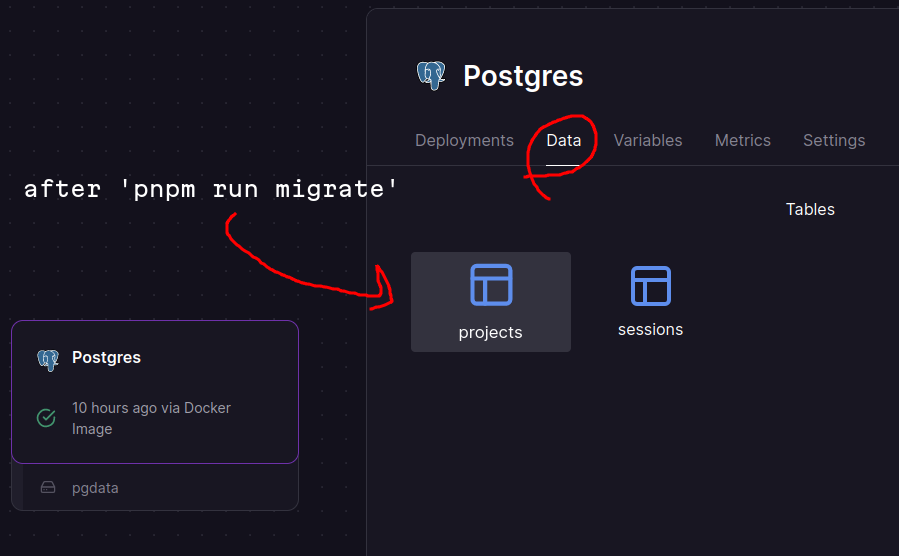 Postgres
Deployments Data Variables Metrics Settings
after 'pnpm run migrate'
Tables
projects sessions
Postgres
10 hours ago via Docker
Image
pgdata